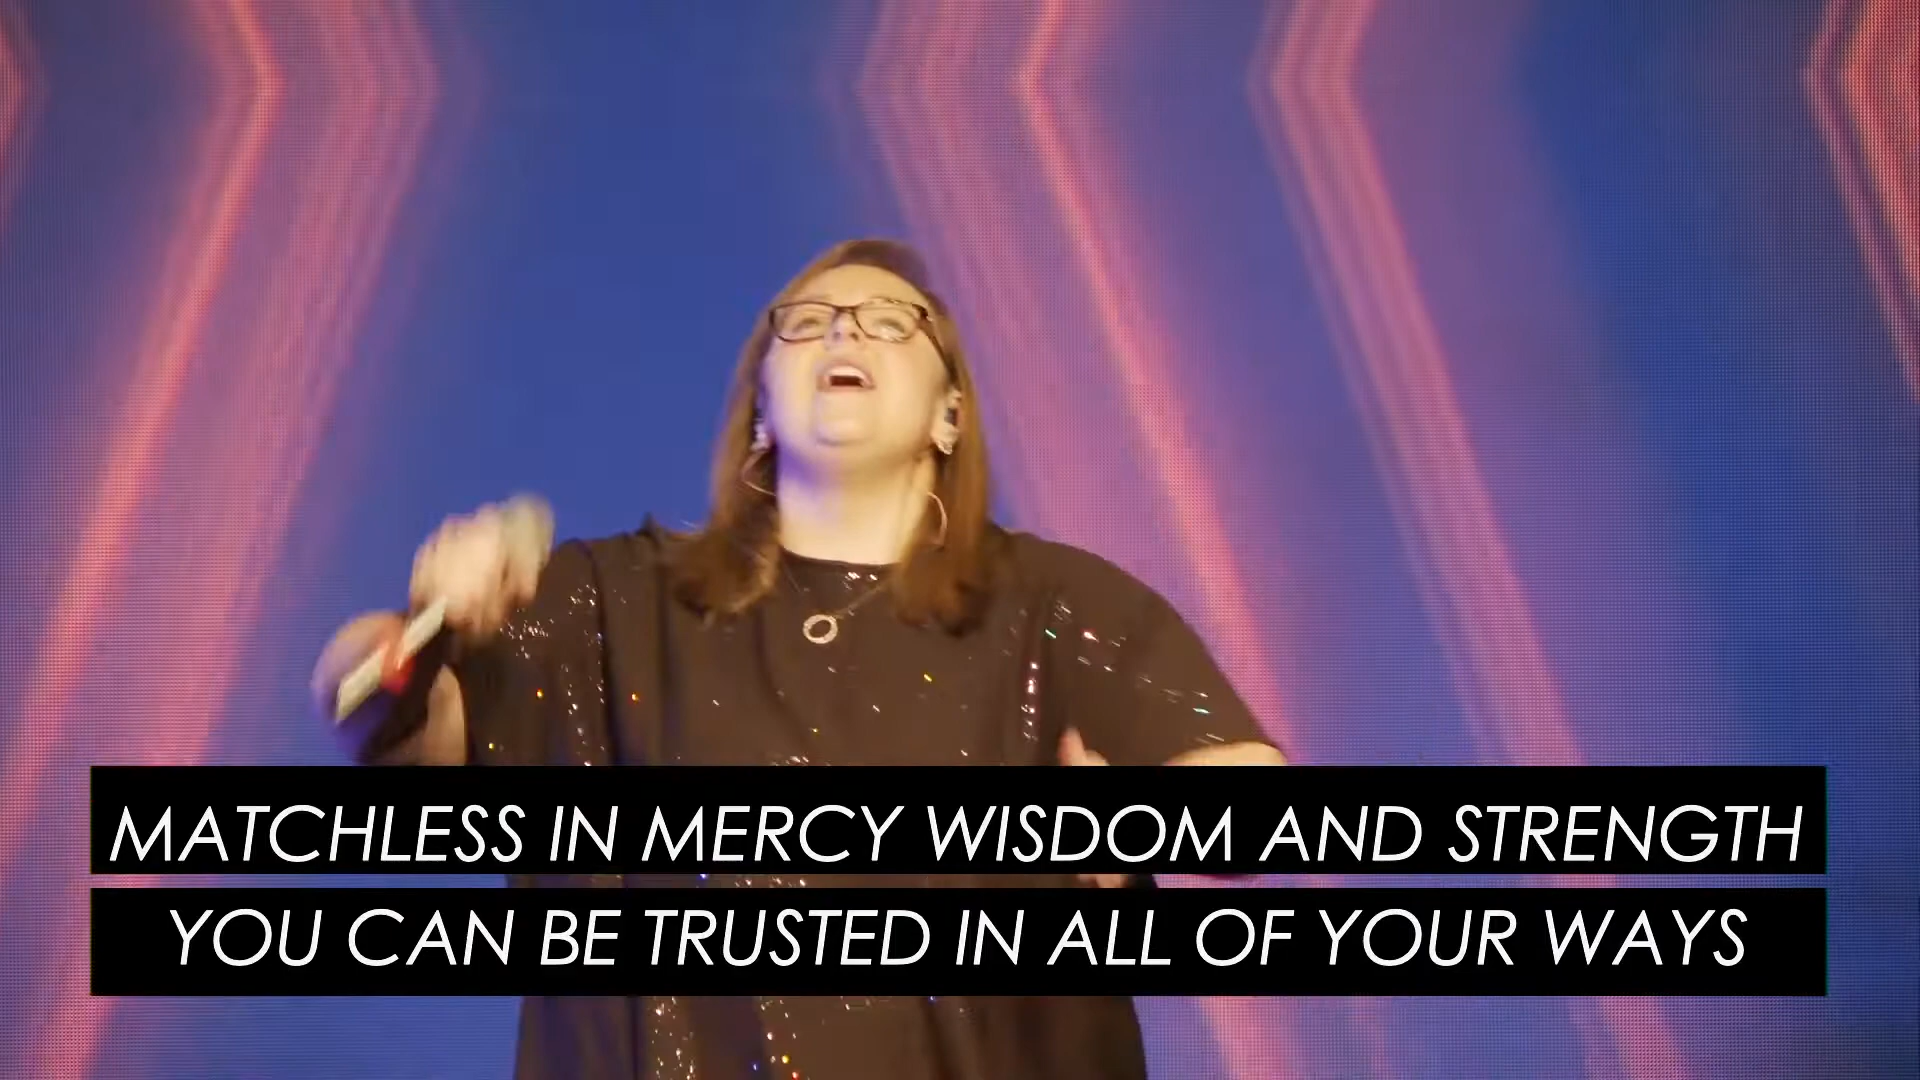 MATCHLESS IN MERCY WISDOM AND STRENGTH
YOU CAN BE TRUSTED IN ALL OF YOUR WAYS